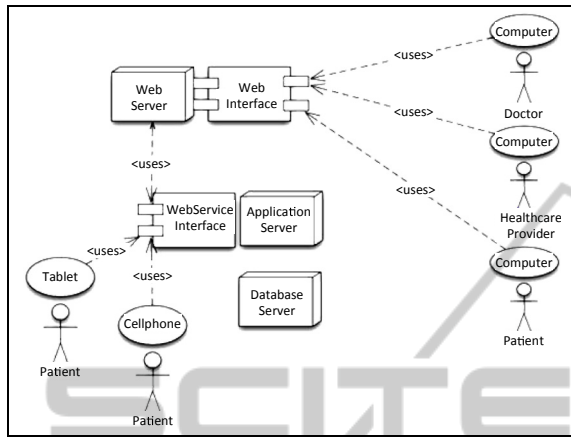 Computer
<uses>
Web
Server
Web
Interface
Doctor
<uses>
Computer
<uses>
<uses>
WebService
Interface
Application
Server
Healthcare
Provider
<uses>
Computer
Tablet
<uses>
Database
Server
Cellphone
Patient
Patient
Patient
SCITE